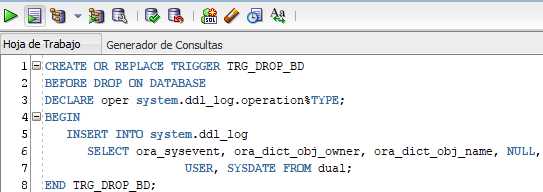 SQL
Aa
Hoja de Trabajo Generador de Consultas
1 CREATE OR REPLACE TRIGGER TRG_DROP_BD
2 BEFORE DROP ON DATABASE
3 DECLARE oper system.ddl_log.operation%TYPE;
4 BEGIN
5 INSERT INTO system.ddl_log
6 SELECT ora_sysevent, ora_dict_obj_owner, ora_dict_obj_name, NULL,
7 USER, SYSDATE FROM dual;
8 END TRG_DROP_BD;